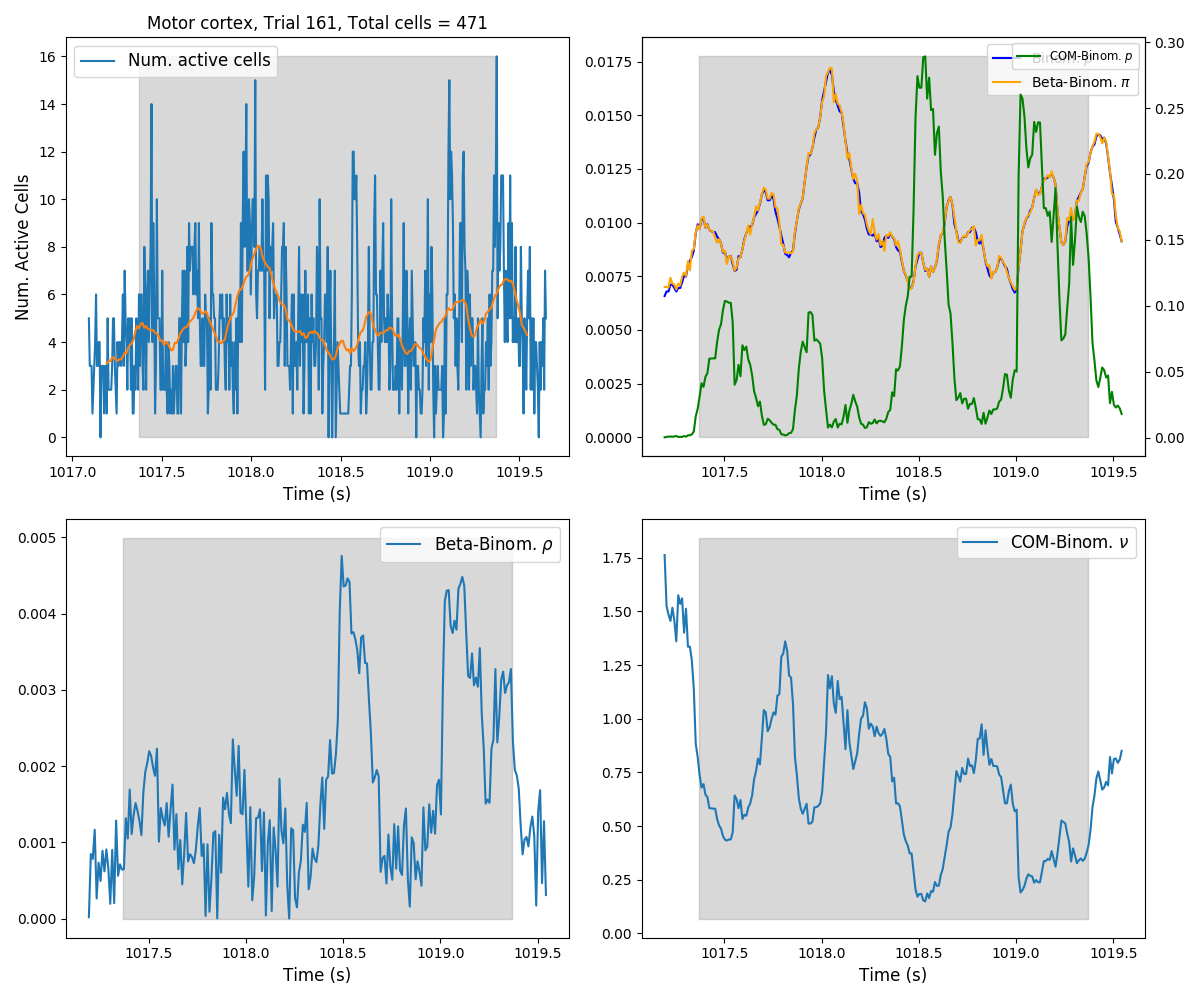 Motor cortex, Trial 161, Total cells = 471
Num. active cells
Num. Active Cells
16
14
12
10
8
6
4
2
0
1017.0 1017.5 1018.0 1018.5 1019.0 1019.5
Time (s)
COM-Binom. p
Beta-Binom. π
0.0175
0.0150
0.0125
0.0100
0.0075
0.0050
0.0025
0.0000
0.30
0.25
0.20
0.15
0.10
0.05
0.00
1017.5 1018.0 1018.5 1019.0 1019.5
Time (s)
Beta-Binom. ρ
0.005
0.004
0.003
0.002
0.001
0.000
1017.5 1018.0 1018.5 1019.0 1019.5
Time (s)
COM-Binom. ν
1.75
1.50
1.25
1.00
0.75
0.50
0.25
0.00
1017.5 1018.0 1018.5 1019.0 1019.5
Time (s)